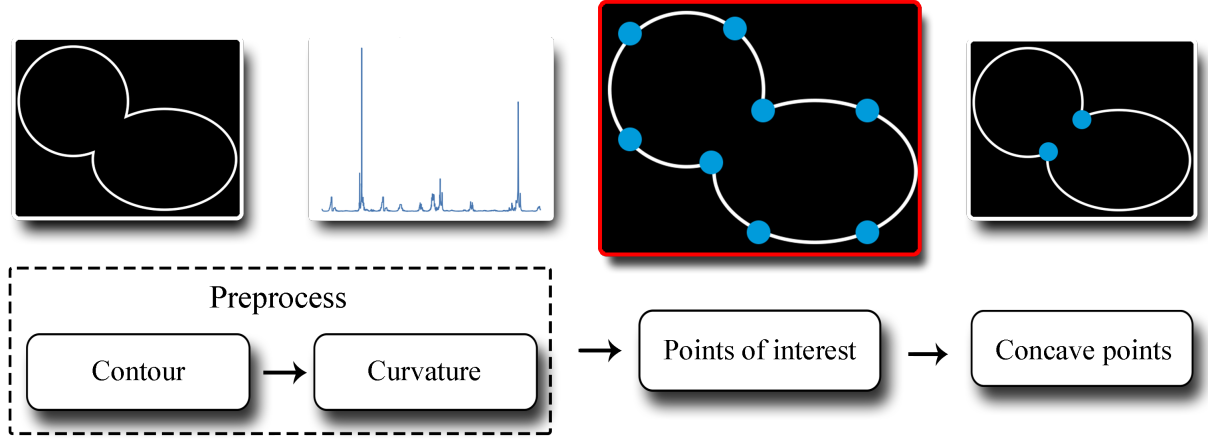 Preprocess
Contour
Curvature
Points of interest
Concave points